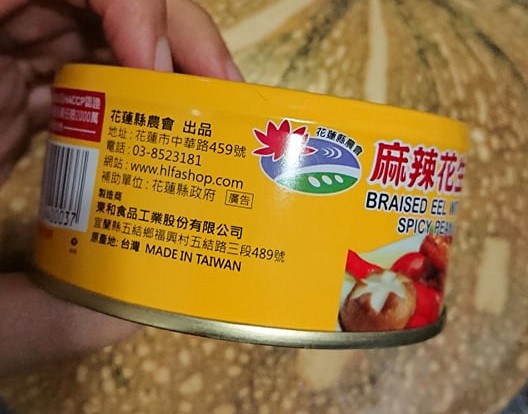 花蓮縣農會 出品
地址:花蓮市中華路459號
電話:03-8523181
網站:www.hlfashop.com
補助單位:花蓮縣政府 廣告
製造商
東和食品工業股份有限公司
宜蘭縣五結鄉福興村五結路三段489號
原產地:台灣 MADE IN TAIWAN
花蓮縣農會
麻辣花生
BRAISED EEL
SPICY